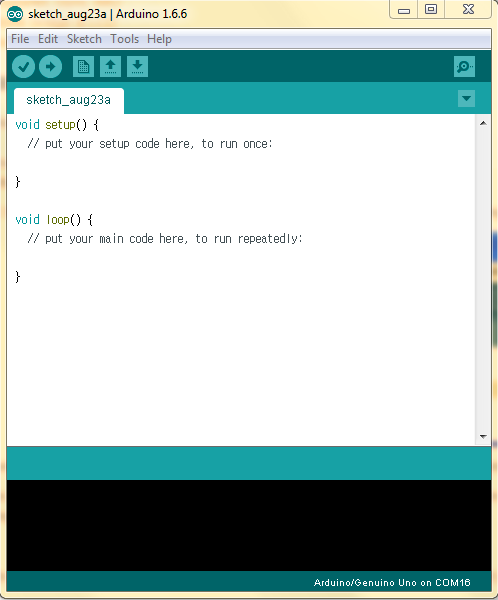 sketch_aug23a | Arduino 1.6.6
File Edit Sketch Tools Help
sketch_aug23a
void setup() {
  // put your setup code here, to run once:
}
void loop() {
  // put your main code here, to run repeatedly:
}
Arduino/Genuino Uno on COM16